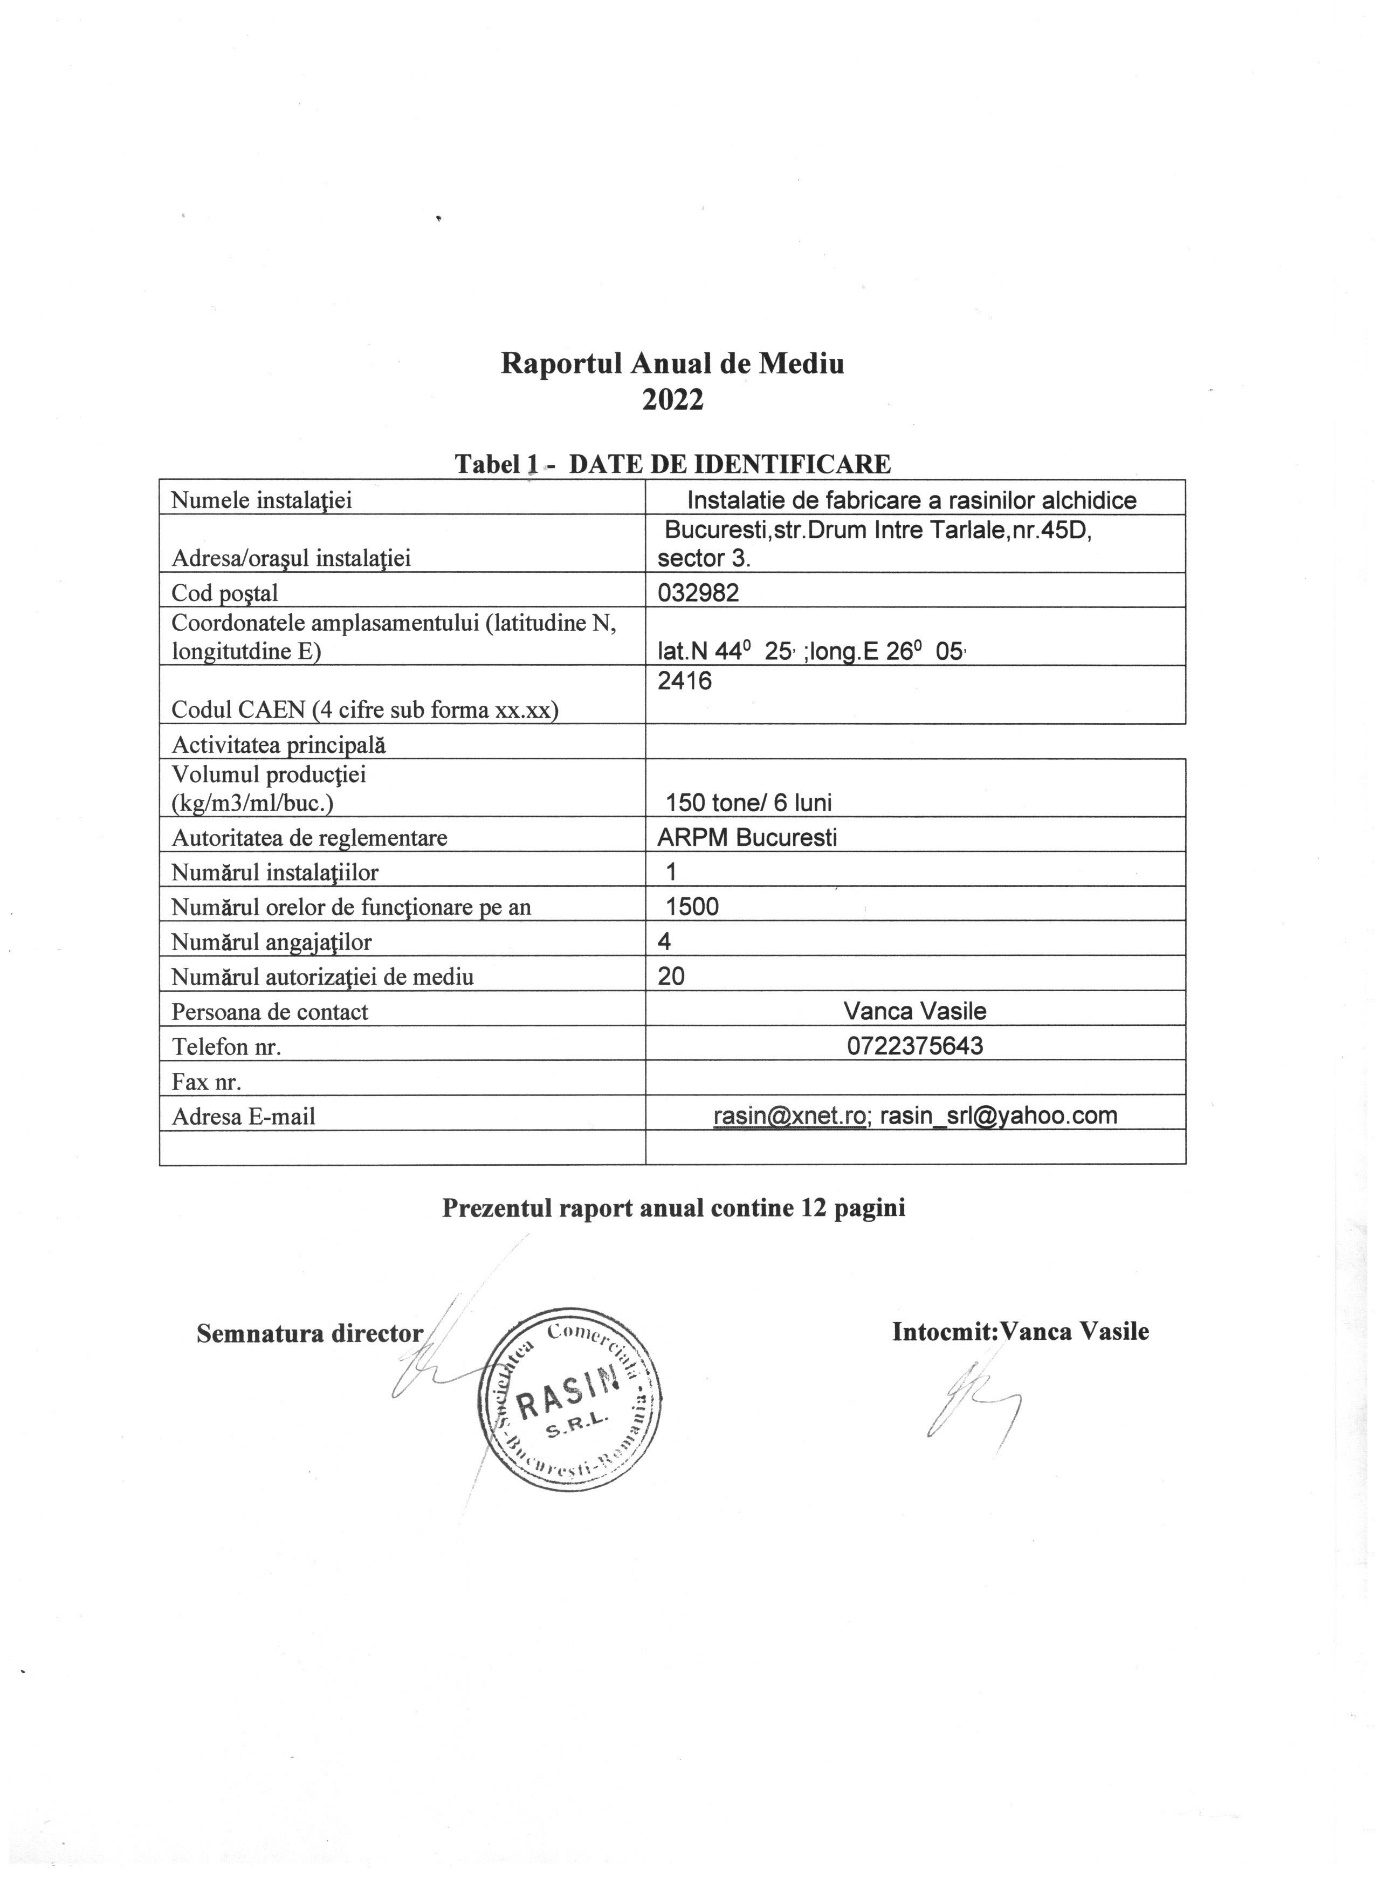 Raportul Anual de Mediu
2022
Tabel 1 - DATE DE IDENTIFICARE
Numele instalaţiei Instalatie de fabricare a rasinilor alchidice
Bucuresti,str.Drum Intre Tarlale,nr.45D,
Adresa/oraşul instalaţiei sector 3.
Cod poştal 032982
Coordonatele amplasamentului (latitudine N,
longitutdine E) lat.N 44⁰ 25, ;long.E 26⁰ 05,
2416
Codul CAEN (4 cifre sub forma xx.xx)
Activitatea principală
Volumul producţiei
(kg/m3/ml/buc.) 150 tone/ 6 luni
Autoritatea de reglementare ARPM Bucuresti
Numărul instalaţiilor 1
Numărul orelor de funcţionare pe an 1500
Numărul angajaţilor 4
Numărul autorizaţiei de mediu 20
Persoana de contact Vanca Vasile
Telefon nr. 0722375643
Fax nr.
Adresa E-mail rasin@xnet.ro; rasin_srl@yahoo.com
Prezentul raport anual contine 12 pagini
Semnatura director Intocmit:Vanca Vasile
Societatea Comercială
RASIN
S.R.L.
-Bucureşti-Romania-